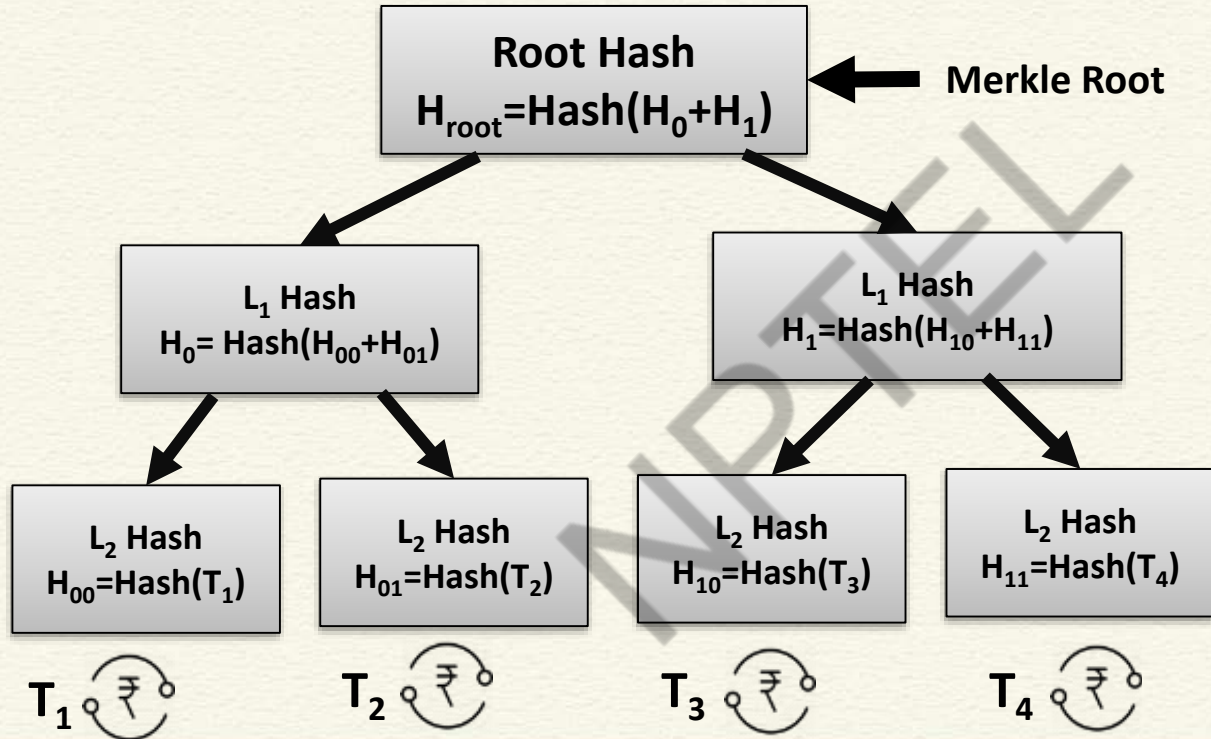 Root Hash
H_root=Hash(H_0+H_1)
Merkle Root
L_1 Hash
H_0= Hash(H_00+H_01)
L_1 Hash
H_1=Hash(H_10+H_11)
L_2 Hash
H_00=Hash(T_1)
L_2 Hash
H_01=Hash(T_2)
L_2 Hash
H_10=Hash(T_3)
L_2 Hash
H_11=Hash(T_4)
T_1 ₹
T_2 ₹
T_3 ₹
T_4 ₹
NPTEL